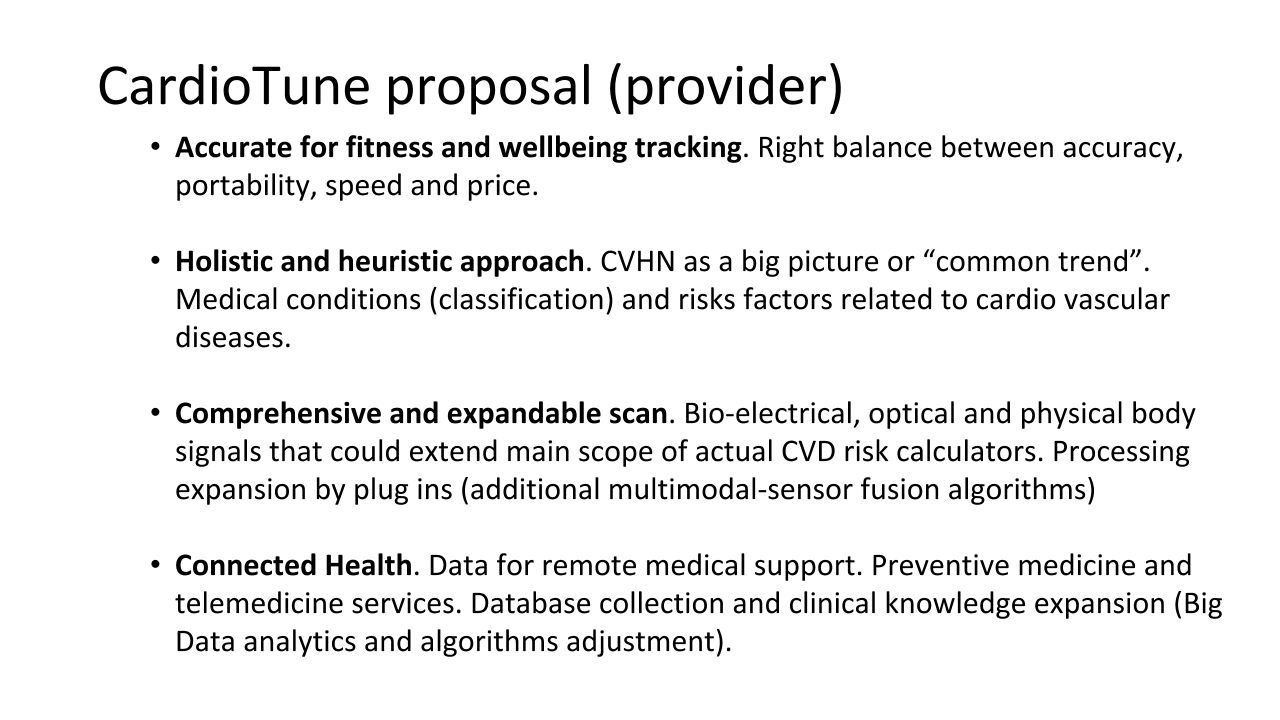 CardioTune proposal (provider)
• Accurate for fitness and wellbeing tracking. Right balance between accuracy,
portability, speed and price.
• Holistic and heuristic approach. CVHN as a big picture or “common trend”.
Medical conditions (classification) and risks factors related to cardio vascular
diseases.
• Comprehensive and expandable scan. Bio-electrical, optical and physical body
signals that could extend main scope of actual CVD risk calculators. Processing
expansion by plug ins (additional multimodal-sensor fusion algorithms)
• Connected Health. Data for remote medical support. Preventive medicine and
telemedicine services. Database collection and clinical knowledge expansion (Big
Data analytics and algorithms adjustment).